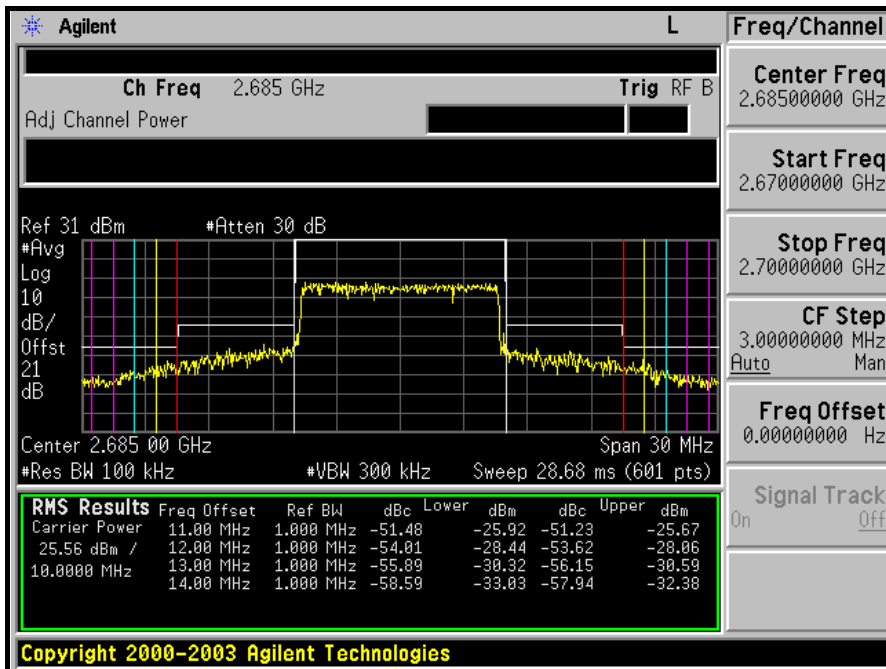 Agilent L Freq/Channel
Ch Freq 2.685 GHz Trig RF B
Adj Channel Power
Center Freq
2.68500000 GHz
Start Freq
2.67000000 GHz
Stop Freq
2.70000000 GHz
CF Step
3.00000000 MHz
Auto Man
Freq Offset
0.00000000 Hz
Signal Track
On Off
Ref 31 dBm #Atten 30 dB
#Avg
Log
10
dB/
Offst
21
dB
Center 2.685 00 GHz Span 30 MHz
#Res BW 100 kHz #VBW 300 kHz Sweep 28.68 ms (601 pts)
RMS Results Freq Offset Ref BW dBc Lower dBm dBc Upper dBm
Carrier Power 11.00 MHz 1.000 MHz -51.48 -25.92 -51.23 -25.67
25.56 dBm / 12.00 MHz 1.000 MHz -54.01 -28.44 -53.62 -28.06
10.0000 MHz 13.00 MHz 1.000 MHz -55.89 -30.32 -56.15 -30.59
14.00 MHz 1.000 MHz -58.59 -33.03 -57.94 -32.38
Copyright 2000-2003 Agilent Technologies